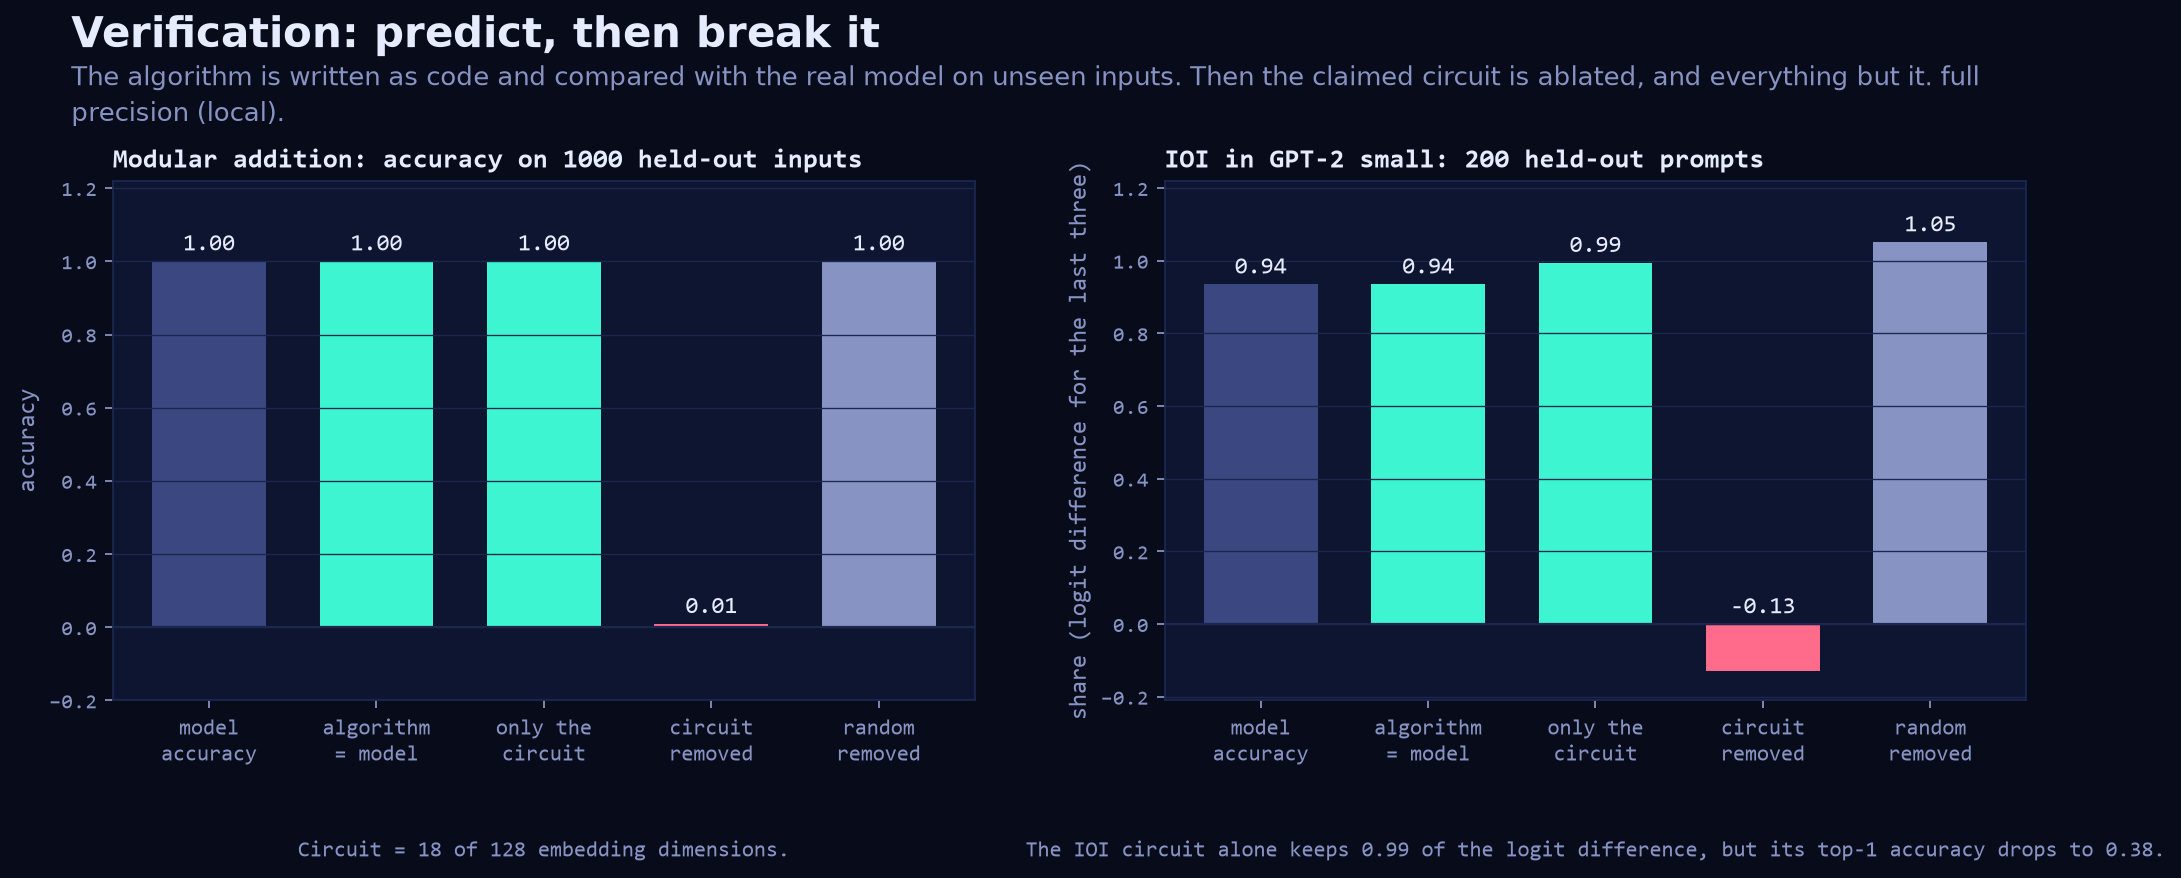 Verification: predict, then break it
The algorithm is written as code and compared with the real model on unseen inputs. Then the claimed circuit is ablated, and everything but it. full
precision (local).
Modular addition: accuracy on 1000 held-out inputs
accuracy
1.2
1.0
0.8
0.6
0.4
0.2
0.0
−0.2
1.00
1.00
1.00
0.01
1.00
model
accuracy
algorithm
= model
only the
circuit
circuit
removed
random
removed
Circuit = 18 of 128 embedding dimensions.
IOI in GPT-2 small: 200 held-out prompts
share (logit difference for the last three)
1.2
1.0
0.8
0.6
0.4
0.2
0.0
−0.2
0.94
0.94
0.99
-0.13
1.05
model
accuracy
algorithm
= model
only the
circuit
circuit
removed
random
removed
The IOI circuit alone keeps 0.99 of the logit difference, but its top-1 accuracy drops to 0.38.